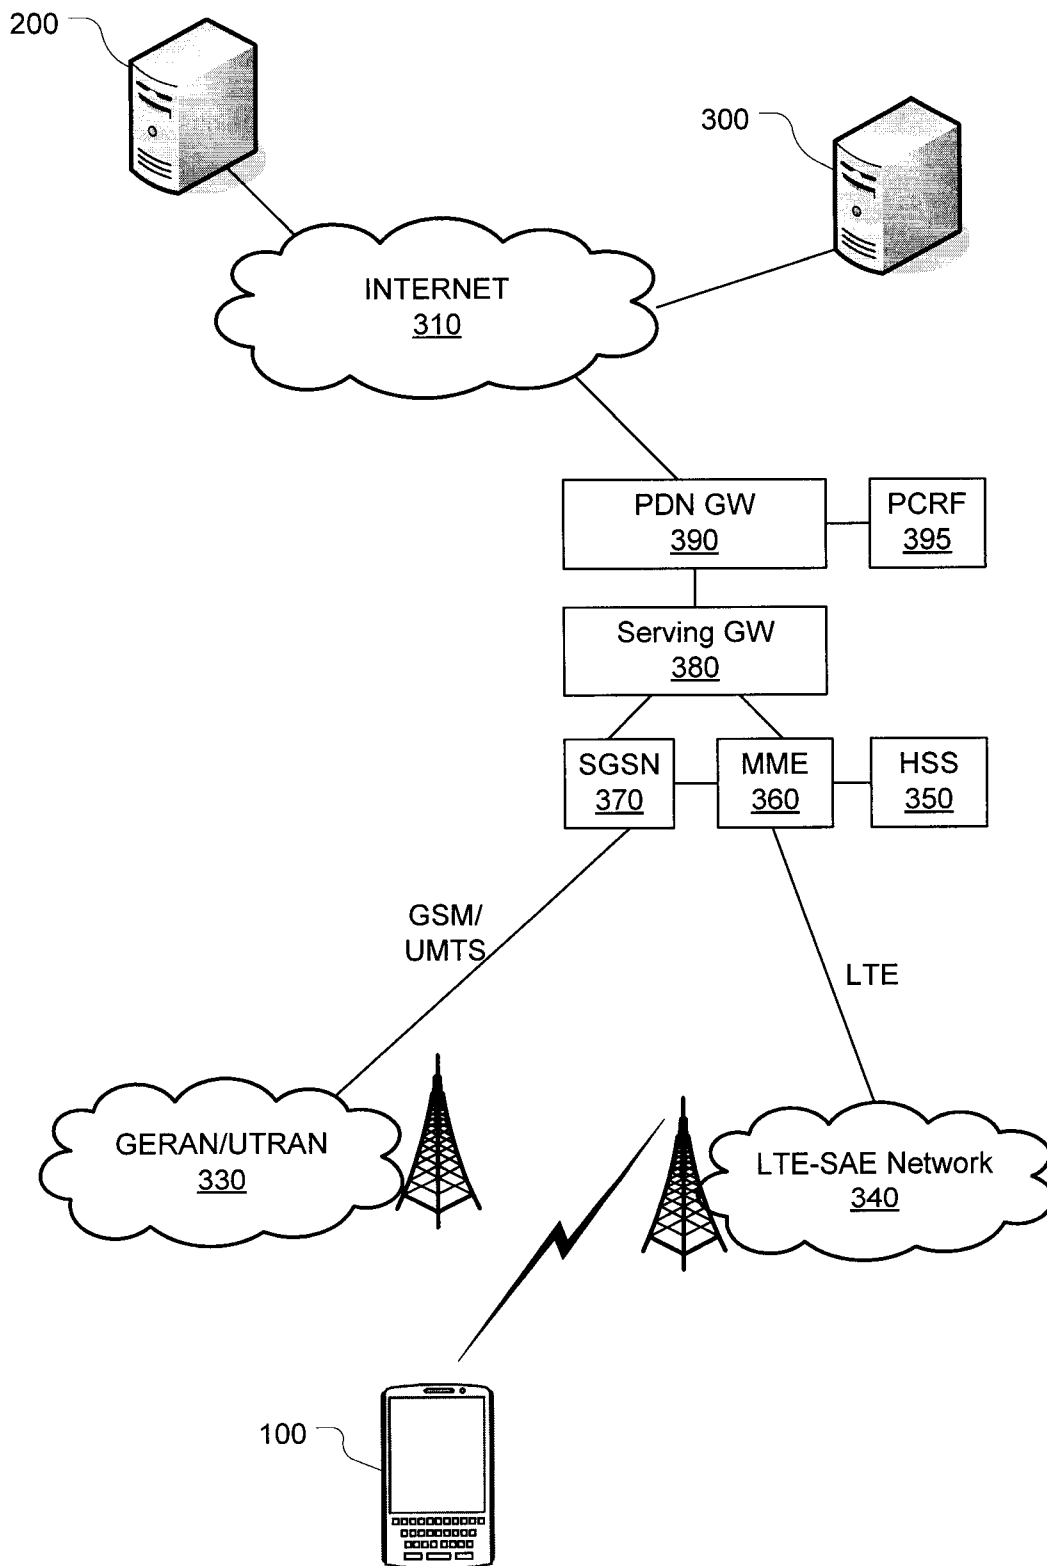 200
300
INTERNET
310
PDN GW
390
PCRF
395
Serving GW
380
SGSN
370
MME
360
HSS
350
GSM/
UMTS
LTE
GERAN/UTRAN
330
LTE-SAE Network
340
100